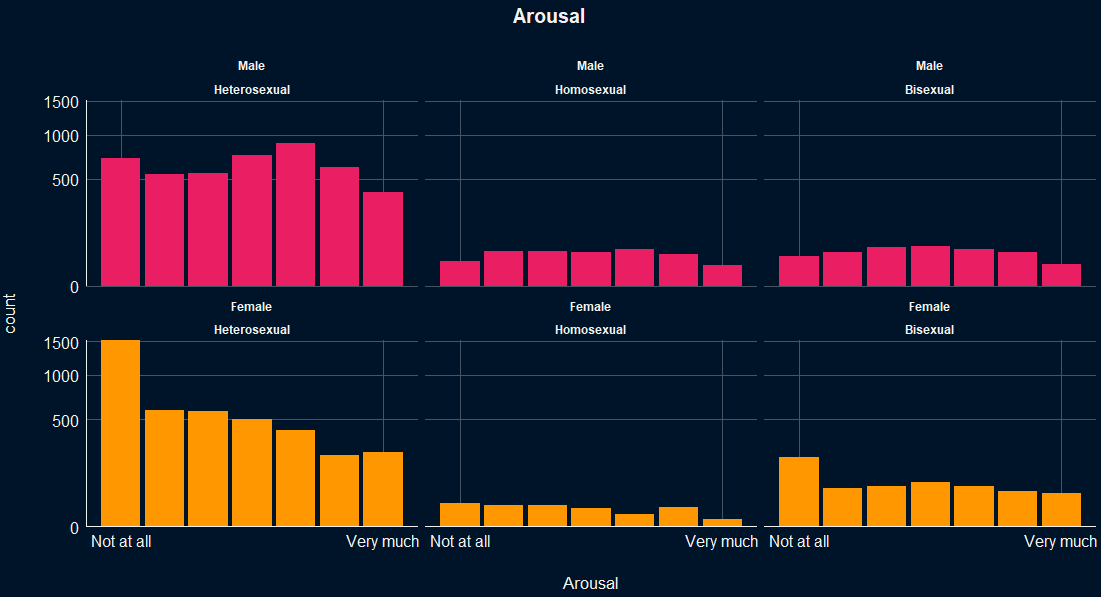 Arousal
Male
Heterosexual
Male
Homosexual
Male
Bisexual
1500
1000
500
0
count
Female
Heterosexual
Female
Homosexual
Female
Bisexual
1500
1000
500
0
Not at all Very much Not at all Very much Not at all Very much
Arousal